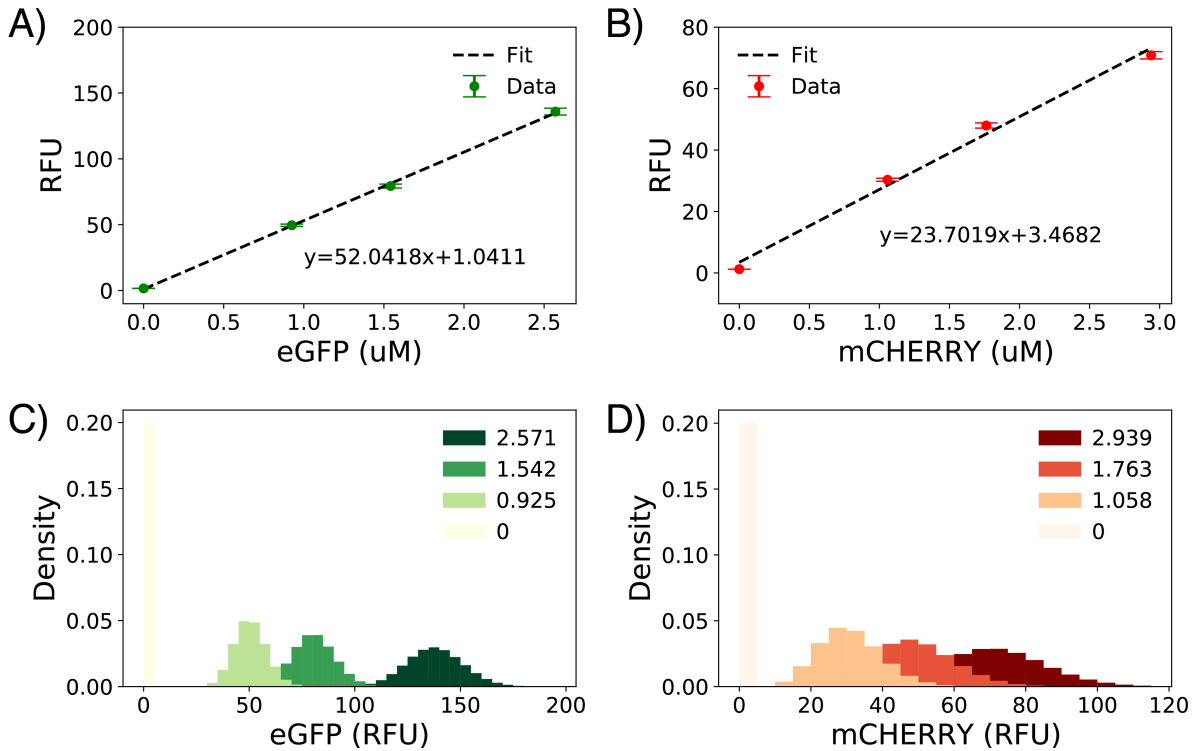 A)
200
150
100
50
0
RFU
Fit
Data
y=52.0418x+1.0411
0.0 0.5 1.0 1.5 2.0 2.5
eGFP (uM)
B)
80
60
40
20
0
RFU
Fit
Data
y=23.7019x+3.4682
0.0 0.5 1.0 1.5 2.0 2.5 3.0
mCHERRY (uM)
C)
0.20
0.15
0.10
0.05
0.00
Density
2.571
1.542
0.925
0
0 50 100 150 200
eGFP (RFU)
D)
0.20
0.15
0.10
0.05
0.00
Density
2.939
1.763
1.058
0
0 20 40 60 80 100 120
mCHERRY (RFU)